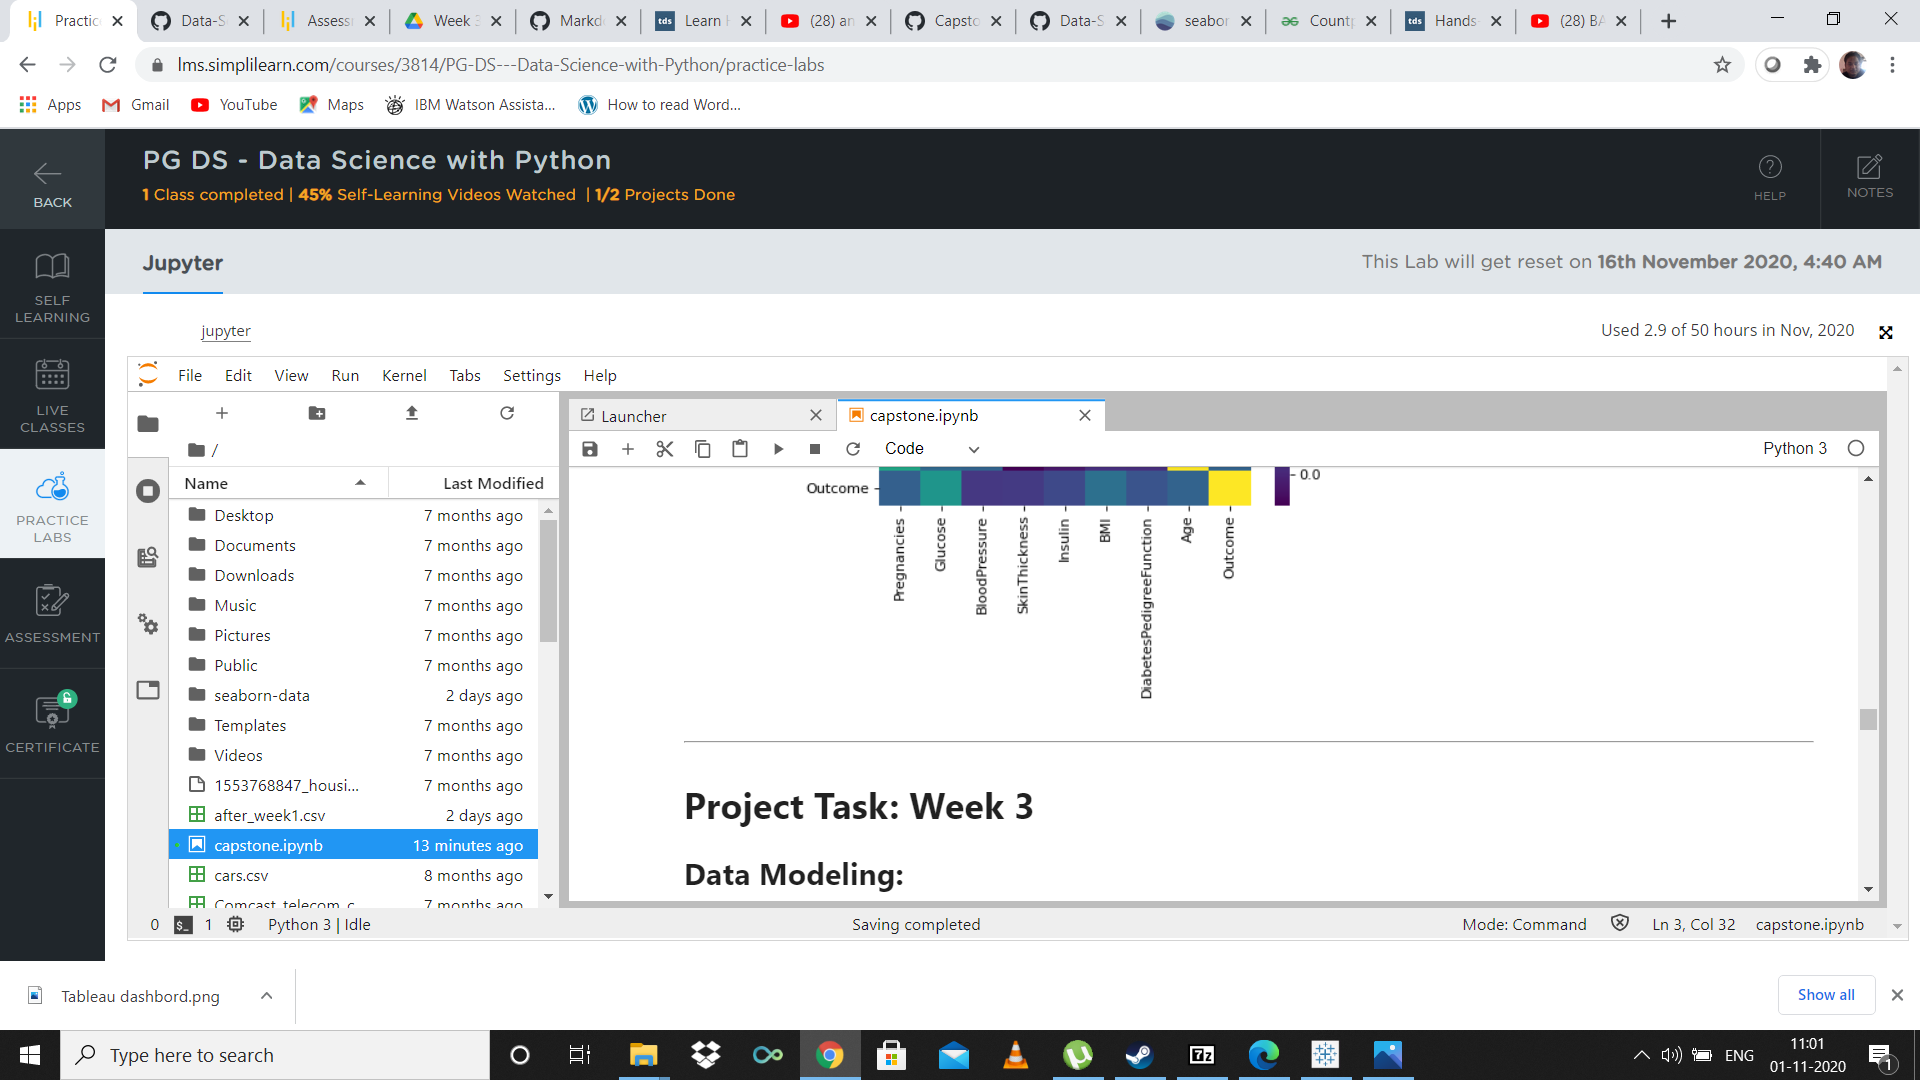 Practic
Data-S
Assess
Week 3
Markd
Learn
(28) an
Capsto
Data-S
seabor
Count
Hands
(28) BA
lms.simplilearn.com/courses/3814/PG-DS---Data-Science-with-Python/practice-labs
Apps
Gmail
YouTube
Maps
IBM Watson Assista...
How to read Word...
BACK
PG DS - Data Science with Python
1 Class completed | 45% Self-Learning Videos Watched | 1/2 Projects Done
HELP
NOTES
SELF
LEARNING
LIVE
CLASSES
PRACTICE
LABS
ASSESSMENT
CERTIFICATE
Jupyter
This Lab will get reset on 16th November 2020, 4:40 AM
jupyter
Used 2.9 of 50 hours in Nov, 2020
File Edit View Run Kernel Tabs Settings Help
/
Name Last Modified
Desktop 7 months ago
Documents 7 months ago
Downloads 7 months ago
Music 7 months ago
Pictures 7 months ago
Public 7 months ago
seaborn-data 2 days ago
Templates 7 months ago
Videos 7 months ago
1553768847_housi... 7 months ago
after_week1.csv 2 days ago
capstone.ipynb 13 minutes ago
cars.csv 8 months ago
Comcast_telecom_c 7 months ago
Launcher
capstone.ipynb
Code
Python 3
Outcome
0.0
Pregnancies
Glucose
BloodPressure
SkinThickness
Insulin
BMI
DiabetesPedigreeFunction
Age
Outcome
Project Task: Week 3
Data Modeling:
0 $_ 1 Python 3 | Idle
Saving completed
Mode: Command
Ln 3, Col 32
capstone.ipynb
Tableau dashbord.png
Show all
Type here to search
7z
ENG
11:01
01-11-2020
1